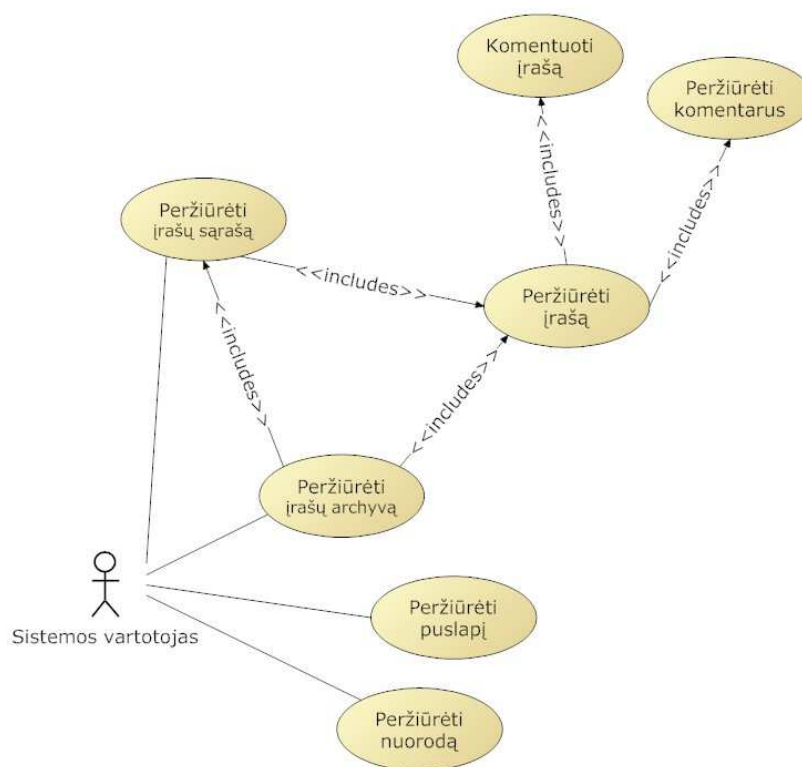 Komentuoti
įrašą
Peržiūrėti
komentarus
<<includes>>
<<includes>>
Peržiūrėti
įrašų sąrašą
<<includes>>
Peržiūrėti
įrašą
<<includes>>
<<includes>>
Peržiūrėti
įrašų archyvą
Sistemos vartotojas
Peržiūrėti
puslapį
Peržiūrėti
nuorodą